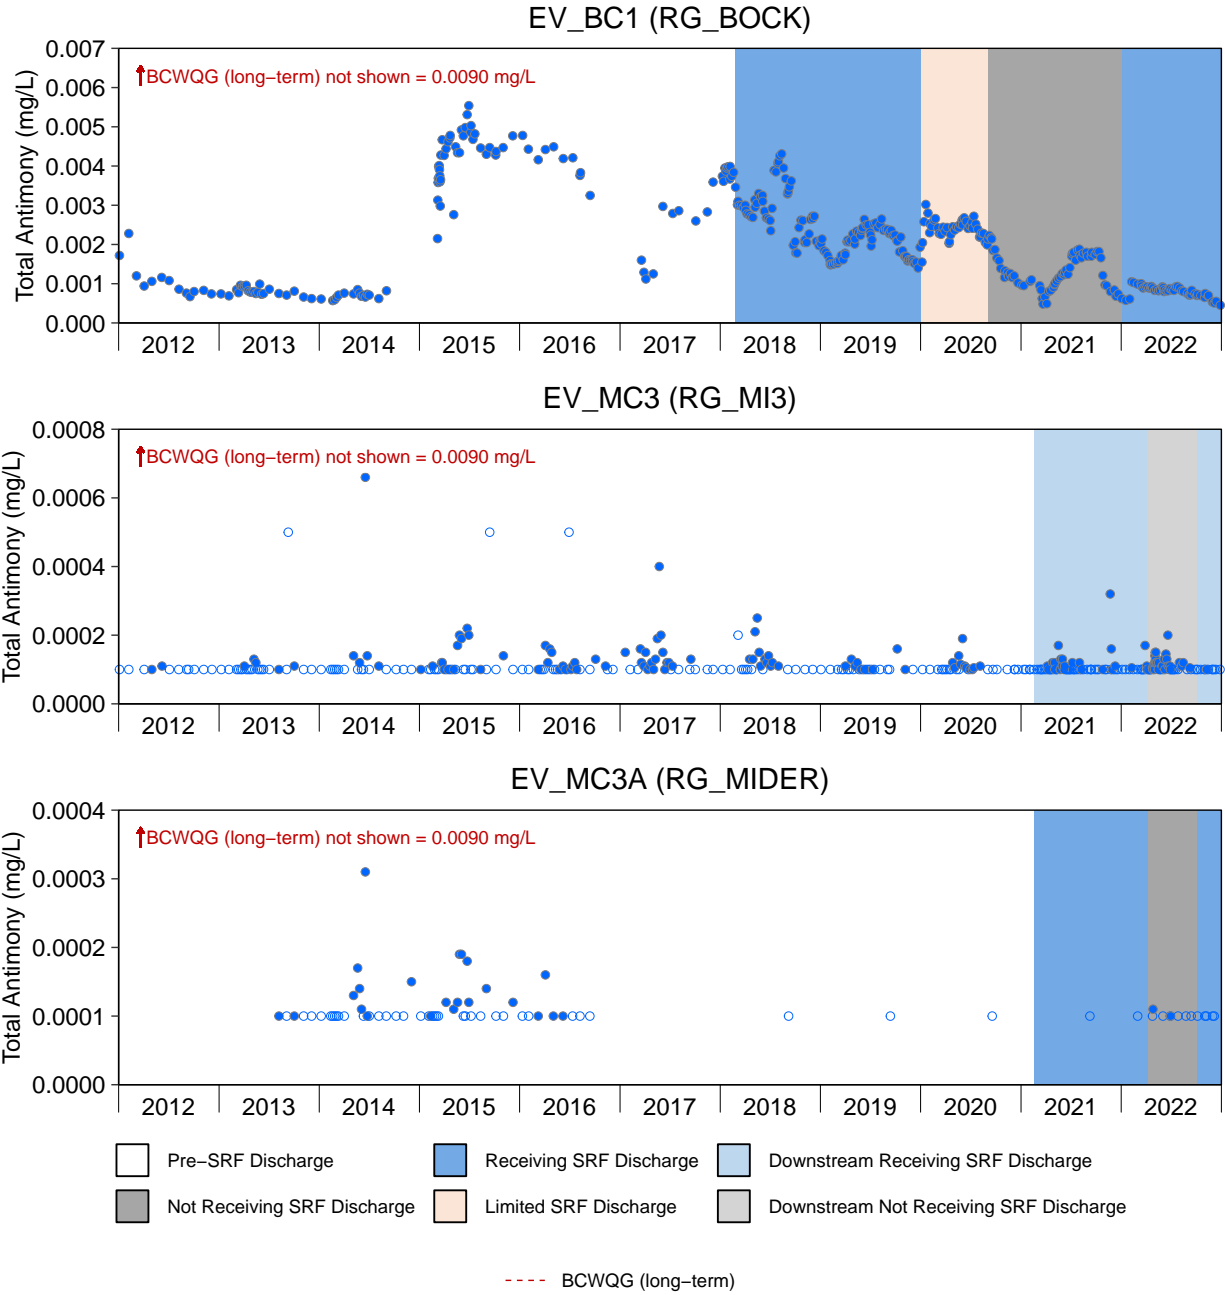 EV_BC1 (RG_BOCK)
Total Antimony (mg/L)
0.007
0.006
0.005
0.004
0.003
0.002
0.001
0.000
BCWQG (long−term) not shown = 0.0090 mg/L
2012 2013 2014 2015 2016 2017 2018 2019 2020 2021 2022
EV_MC3 (RG_MI3)
Total Antimony (mg/L)
0.0008
0.0006
0.0004
0.0002
0.0000
BCWQG (long−term) not shown = 0.0090 mg/L
2012 2013 2014 2015 2016 2017 2018 2019 2020 2021 2022
EV_MC3A (RG_MIDER)
Total Antimony (mg/L)
0.0004
0.0003
0.0002
0.0001
0.0000
BCWQG (long−term) not shown = 0.0090 mg/L
2012 2013 2014 2015 2016 2017 2018 2019 2020 2021 2022
Pre−SRF Discharge Receiving SRF Discharge Downstream Receiving SRF Discharge
Not Receiving SRF Discharge Limited SRF Discharge Downstream Not Receiving SRF Discharge
BCWQG (long−term)